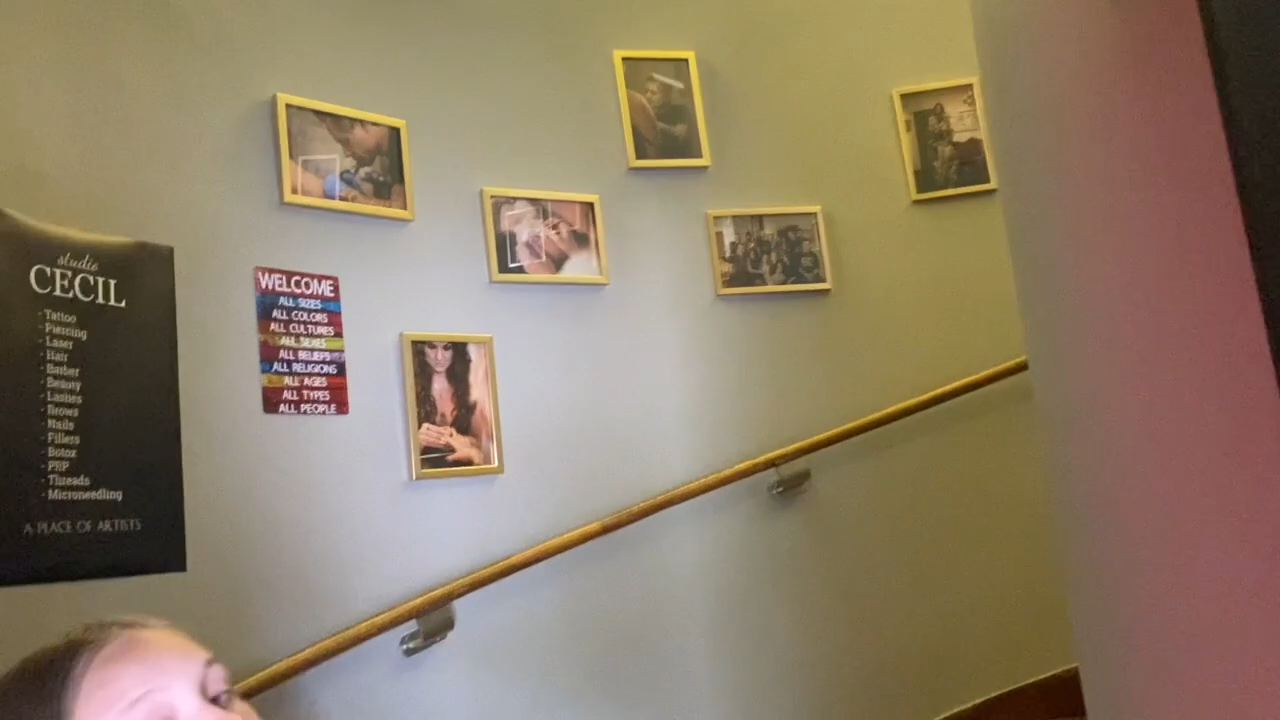 studio
CECIL
- Tattoo
- Piercing
- Laser
- Hair
- Barber
- Beauty
- Lashes
- Brows
- Nails
- Fillers
- Botox
- PRP
- Threads
- Microneedling
A PLACE OF ARTISTS
WELCOME
ALL SIZES
ALL COLORS
ALL CULTURES
ALL SEXES
ALL BELIEFS
ALL RELIGIONS
ALL AGES
ALL TYPES
ALL PEOPLE